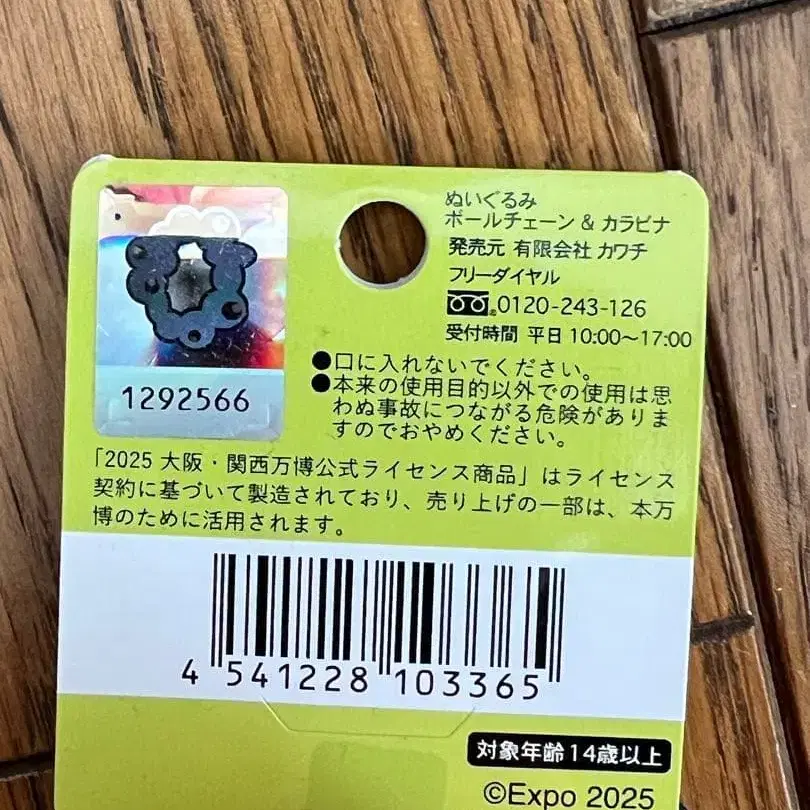 ぬいぐるみ
ボールチェーン & カラビナ
発売元 有限会社 カワチ
フリーダイヤル
0120-243-126
受付時間 平日 10:00〜17:00
●口に入れないでください。
●本来の使用目的以外での使用は思
わぬ事故につながる危険がありま
すのでおやめください。
1292566
「2025 大阪・関西万博公式ライセンス商品」はライセンス
契約に基づいて製造されており、売り上げの一部は、本万
博のために活用されます。
4 541228 103365
対象年齢14歳以上
©Expo 2025